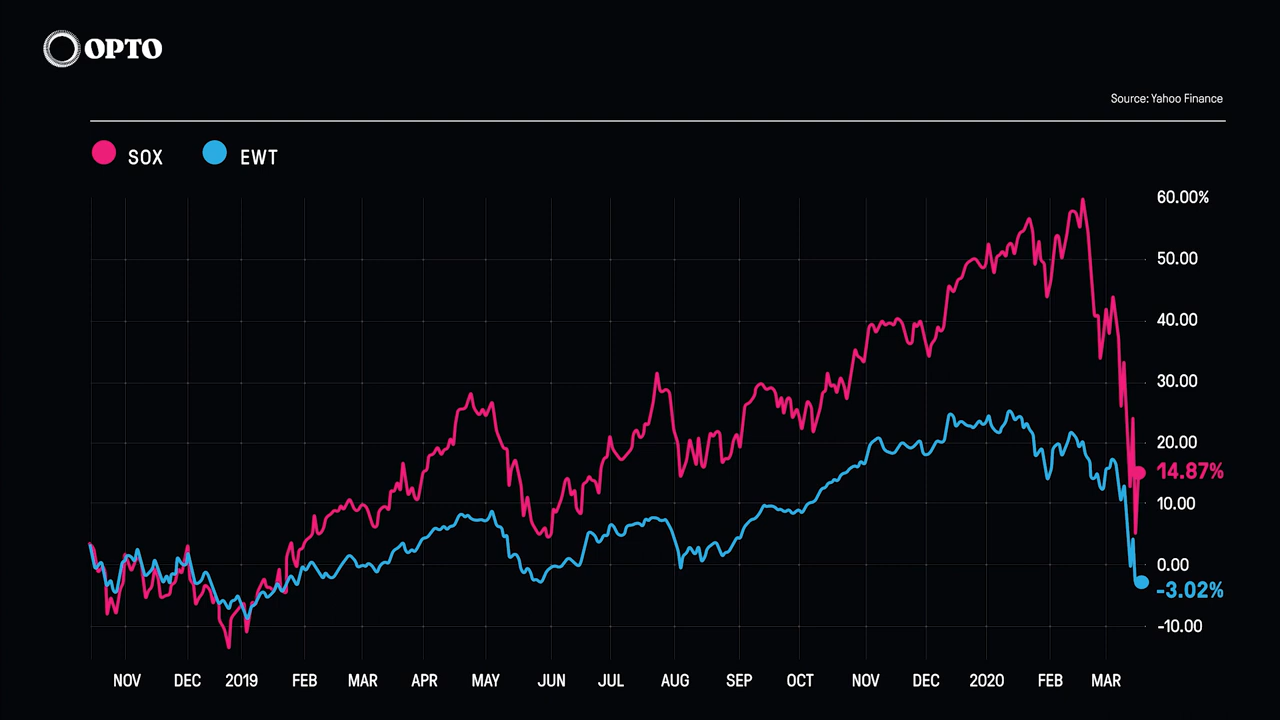 OPTO
Source: Yahoo Finance
SOX EWT
60.00%
50.00
40.00
30.00
20.00
14.87%
10.00
0.00
-3.02%
-10.00
NOV DEC 2019 FEB MAR APR MAY JUN JUL AUG SEP OCT NOV DEC 2020 FEB MAR